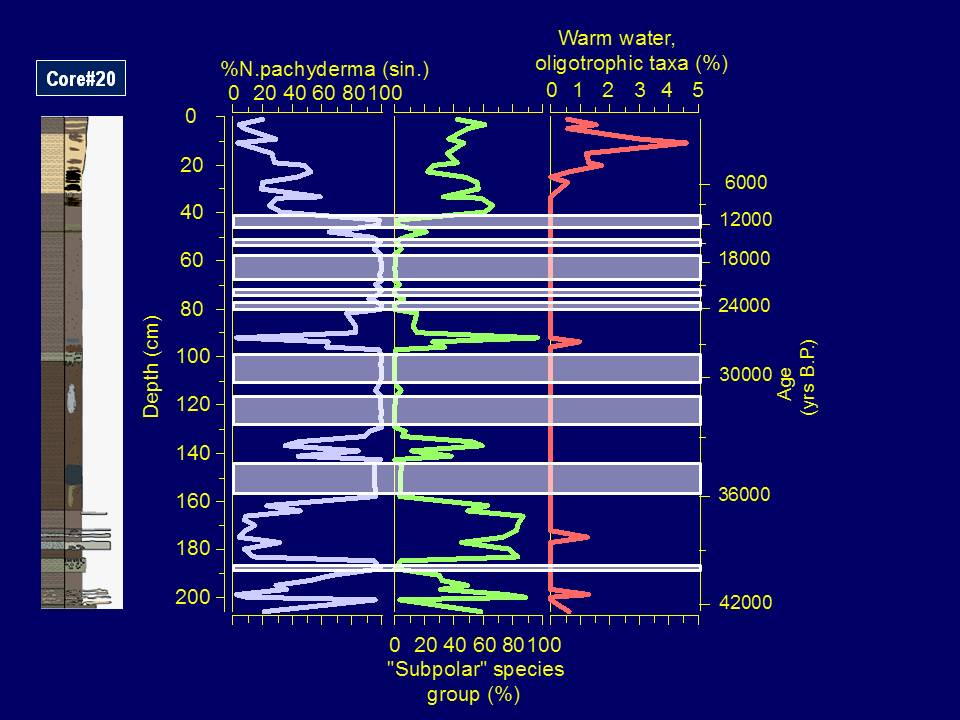 Warm water,
oligotrophic taxa (%)
%N.pachyderma (sin.)
Core#20
0 20 40 60 80 100
0 1 2 3 4 5
0
20
40
60
80
100
120
140
160
180
200
Depth (cm)
6000
12000
18000
24000
30000
36000
42000
Age
(yrs B.P.)
0 20 40 60 80 100
"Subpolar" species
group (%)